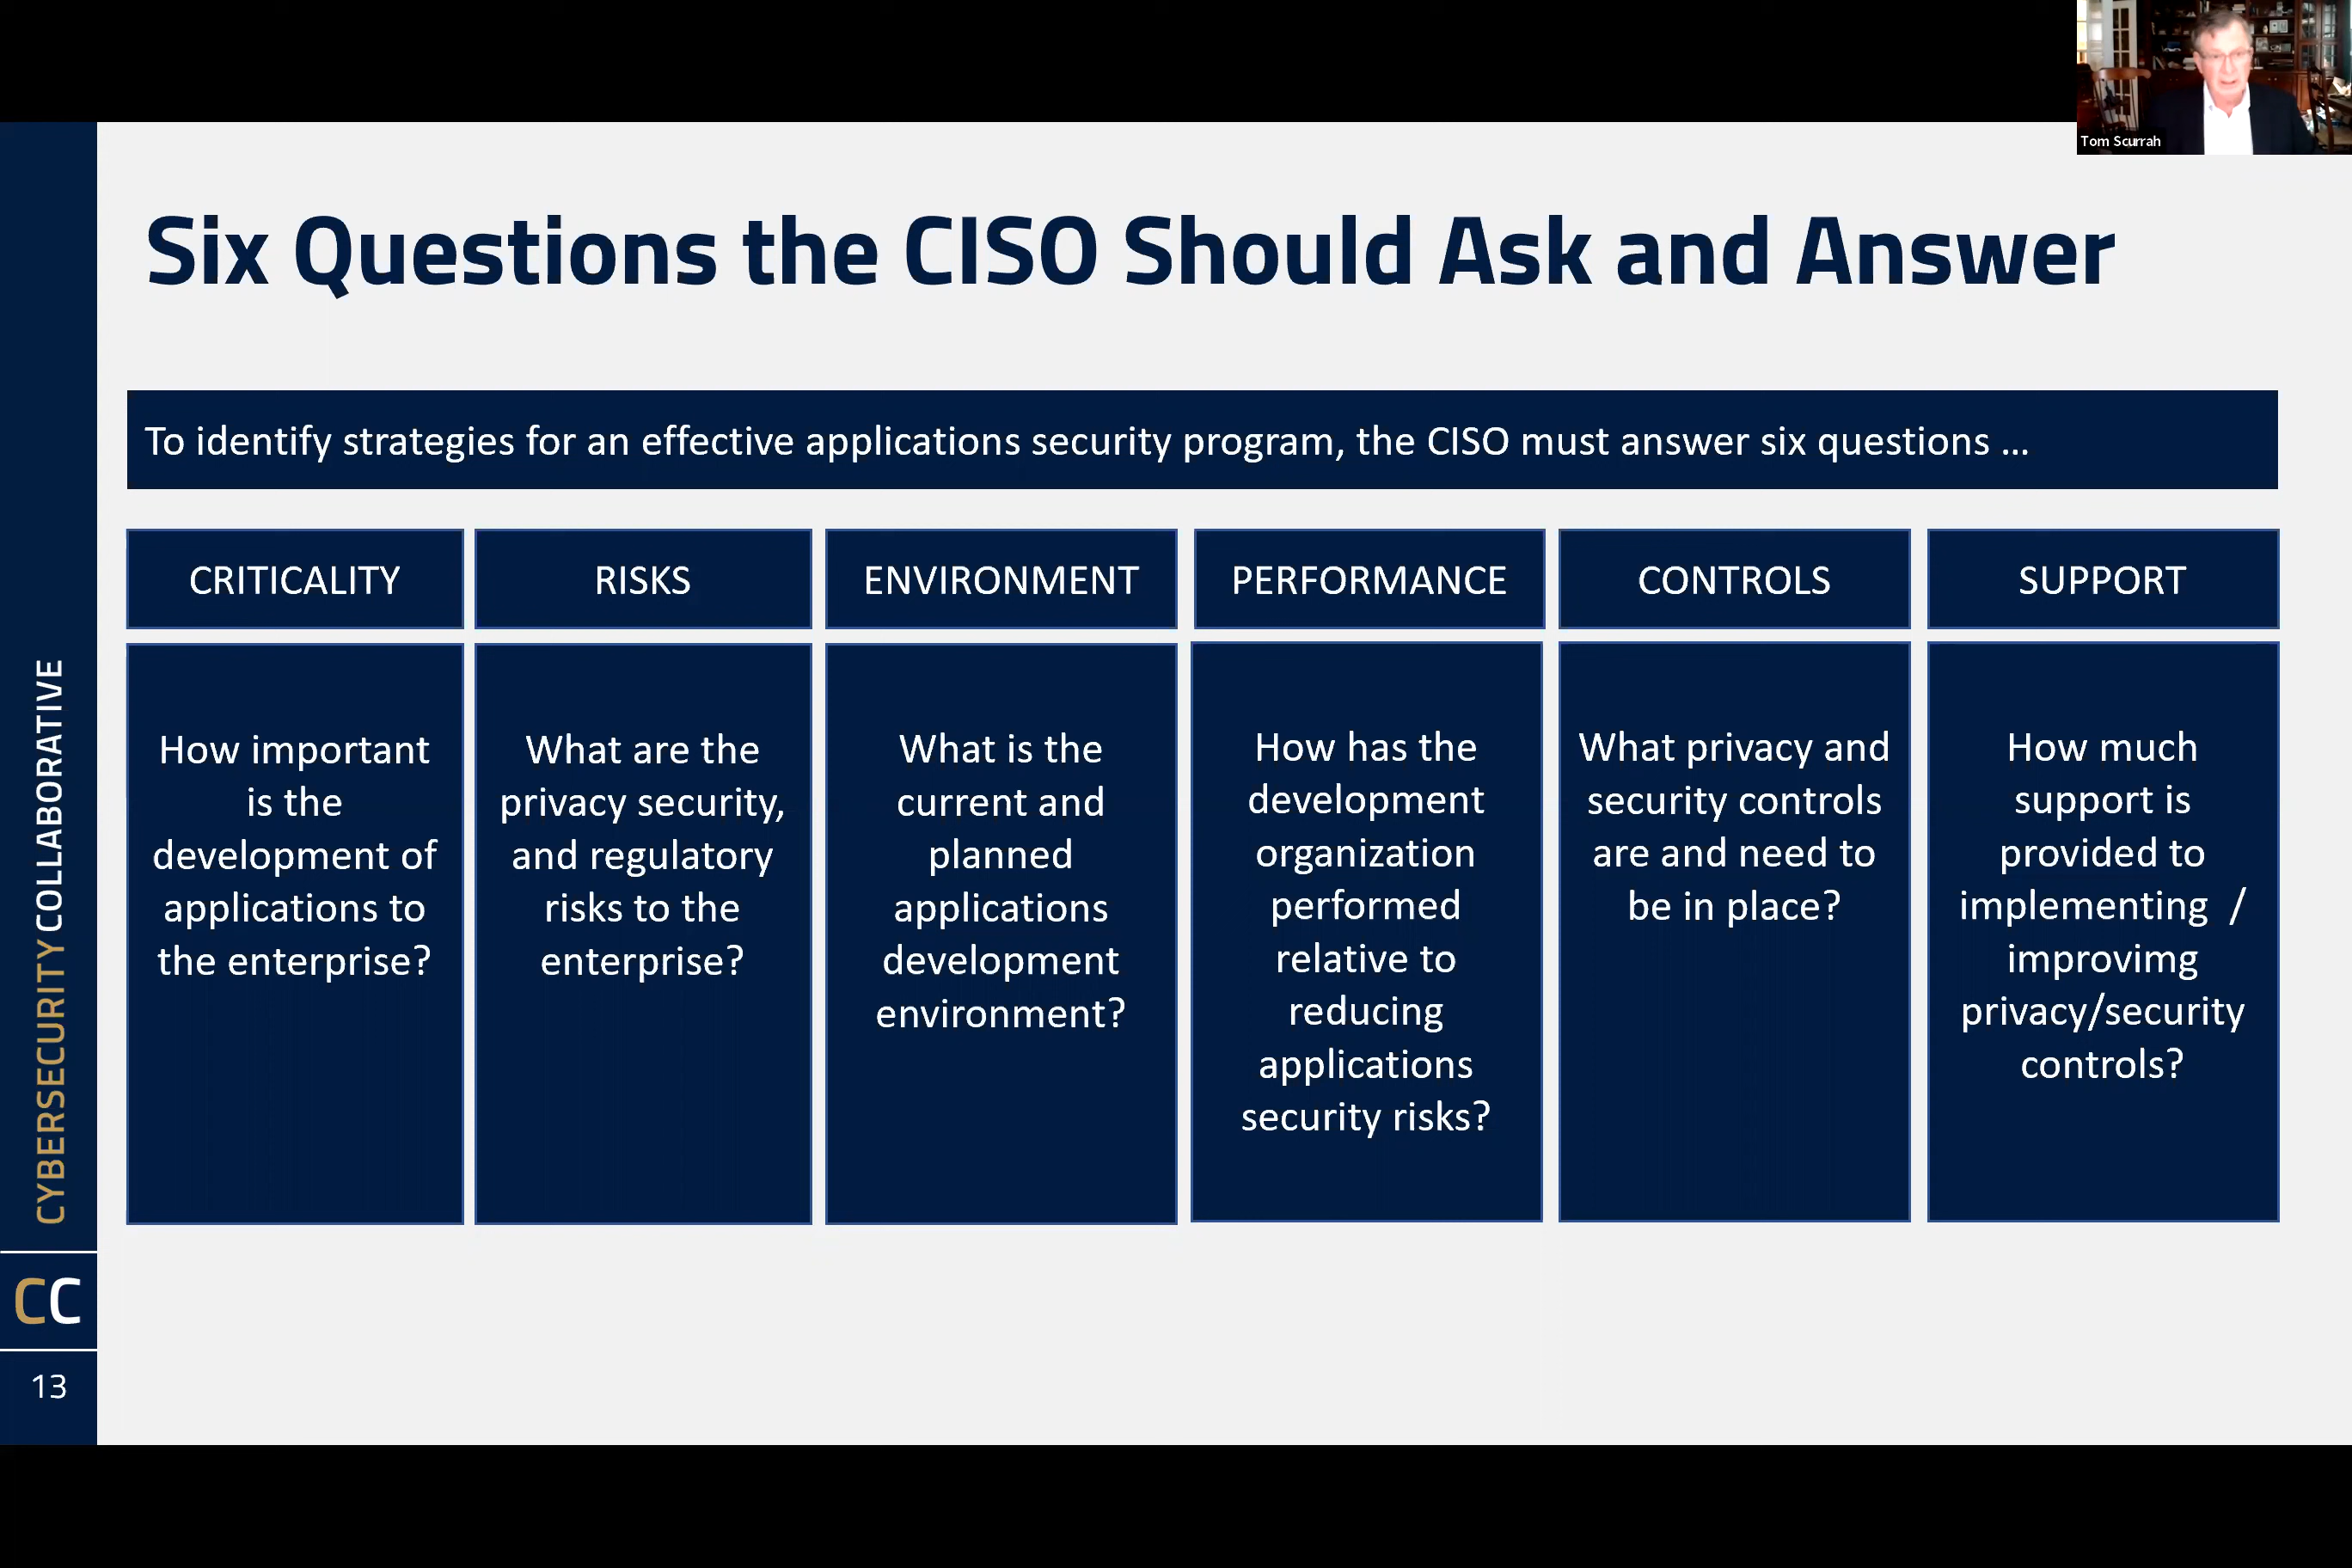 Tom Scurrah
Six Questions the CISO Should Ask and Answer
To identify strategies for an effective applications security program, the CISO must answer six questions ...
CRITICALITY
How important
is the
development of
applications to
the enterprise?
RISKS
What are the
privacy security,
and regulatory
risks to the
enterprise?
ENVIRONMENT
What is the
current and
planned
applications
development
environment?
PERFORMANCE
How has the
development
organization
performed
relative to
reducing
applications
security risks?
CONTROLS
What privacy and
security controls
are and need to
be in place?
SUPPORT
How much
support is
provided to
implementing /
improvimg
privacy/security
controls?
CYBERSECURITYCOLLABORATIVE
CC
13